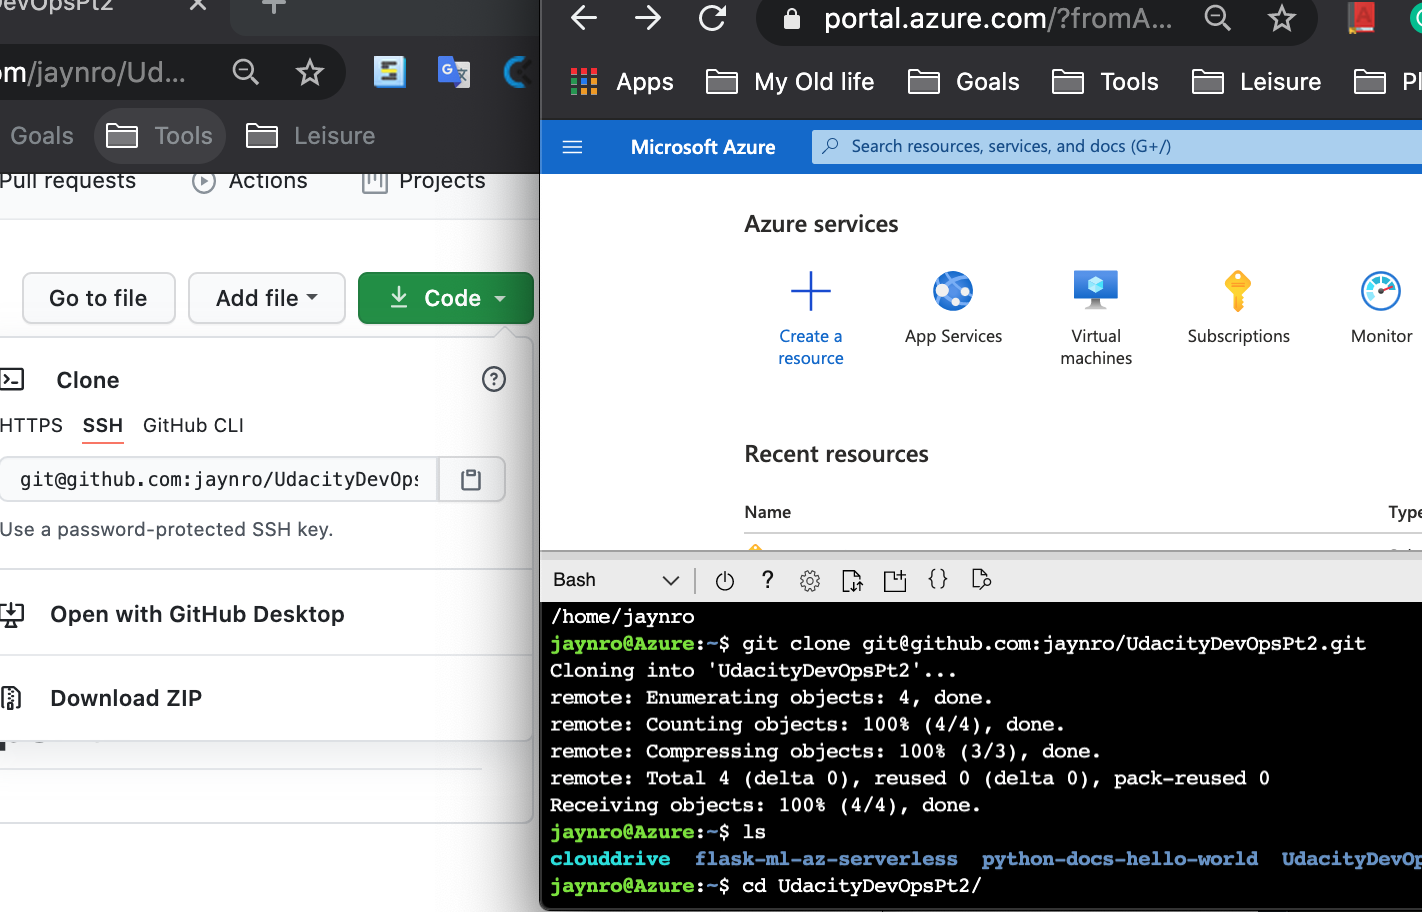 DevOpsPt2
om/jaynro/Ud...
Goals
Tools
Leisure
Pull requests
Actions
Projects
Go to file
Add file
Code
Clone
HTTPS
SSH
GitHub CLI
git@github.com:jaynro/UdacityDevOps
Use a password-protected SSH key.
Open with GitHub Desktop
Download ZIP
portal.azure.com/?fromA...
Apps
My Old life
Goals
Tools
Leisure
Pl
Microsoft Azure
Search resources, services, and docs (G+/)
Azure services
Create a
resource
App Services
Virtual
machines
Subscriptions
Monitor
Recent resources
Name
Type
Bash
/home/jaynro
jaynro@Azure:~$ git clone git@github.com:jaynro/UdacityDevOpsPt2.git
Cloning into 'UdacityDevOpsPt2'...
remote: Enumerating objects: 4, done.
remote: Counting objects: 100% (4/4), done.
remote: Compressing objects: 100% (3/3), done.
remote: Total 4 (delta 0), reused 0 (delta 0), pack-reused 0
Receiving objects: 100% (4/4), done.
jaynro@Azure:~$ ls
clouddrive flask-ml-az-serverless python-docs-hello-world UdacityDevOp
jaynro@Azure:~$ cd UdacityDevOpsPt2/